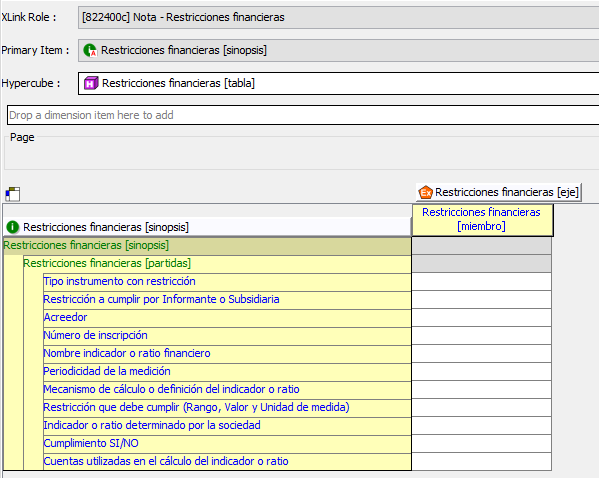 XLink Role :
[822400c] Nota - Restricciones financieras
Primary Item :
Restricciones financieras [sinopsis]
Hypercube :
H
Restricciones financieras [tabla]
Drop a dimension item here to add
Page
Ex
Restricciones financieras [eje]
Restricciones financieras [sinopsis]
Restricciones financieras
[miembro]
Restricciones financieras [sinopsis]
Restricciones financieras [partidas]
Tipo instrumento con restricción
Restricción a cumplir por Informante o Subsidiaria
Acreedor
Número de inscripción
Nombre indicador o ratio financiero
Periodicidad de la medición
Mecanismo de cálculo o definición del indicador o ratio
Restricción que debe cumplir (Rango, Valor y Unidad de medida)
Indicador o ratio determinado por la sociedad
Cumplimiento SI/NO
Cuentas utilizadas en el cálculo del indicador o ratio